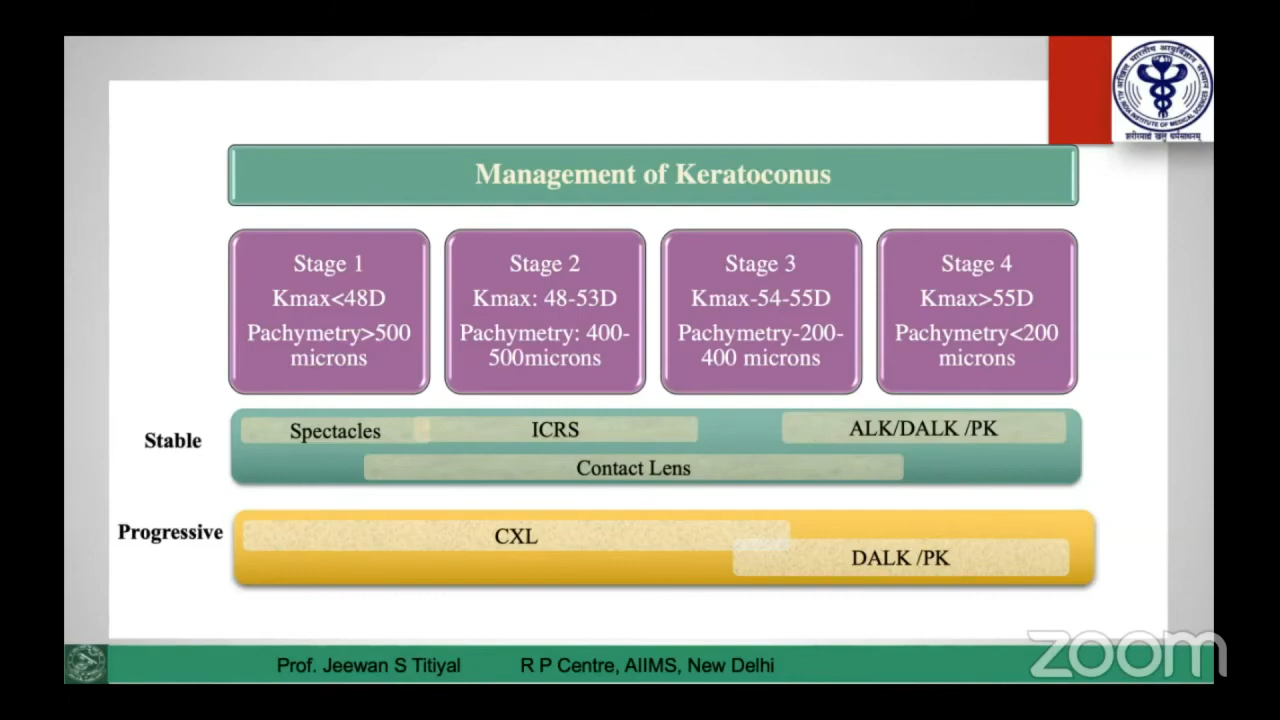 Management of Keratoconus
Stage 1
Kmax<48D
Pachymetry>500
microns
Stage 2
Kmax: 48-53D
Pachymetry: 400-
500microns
Stage 3
Kmax-54-55D
Pachymetry-200-
400 microns
Stage 4
Kmax>55D
Pachymetry<200
microns
Stable
Spectacles
ICRS
ALK/DALK /PK
Contact Lens
Progressive
CXL
DALK /PK
Prof. Jeewan S Titiyal
R P Centre, AIIMS, New Delhi
zoom